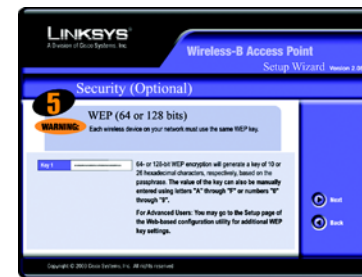 LINKSYS
A Division of Cisco Systems, Inc.
Wireless-B Access Point
Setup Wizard Version 2.06
Security (Optional)
5
WEP (64 or 128 bits)
WARNING:
Each wireless device on your network must use the same WEP key.
Key 1
64- or 128-bit WEP encryption will generate a key of 10 or
26 hexadecimal characters, respectively, based on the
passphrase. The value of the key can also be manually
entered using letters "A" through "F" or numbers "0"
through "9".
For Advanced Users: You may go to the Setup page of
the Web-based configuration utility for additional WEP
key settings.
Next
Back
Copyright © 2003 Cisco Systems, Inc. All rights reserved.